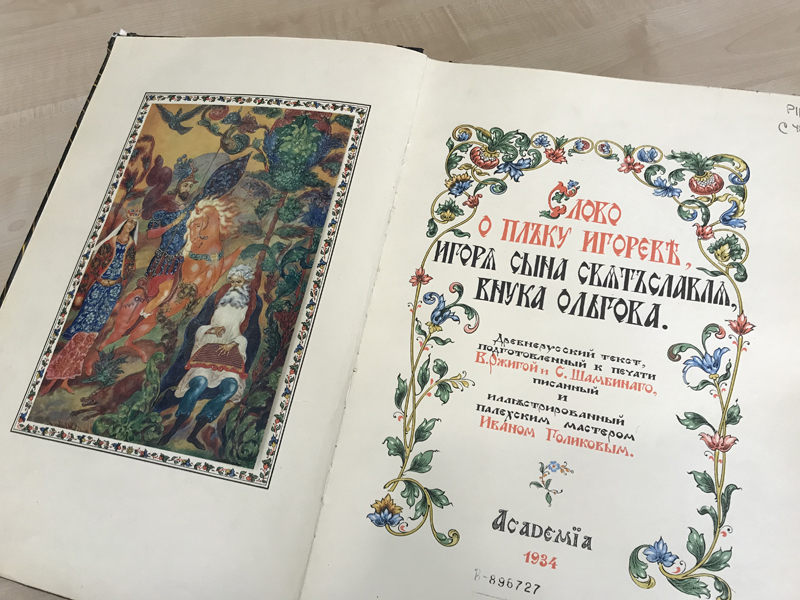 Слово
о плъку Игоревѣ,
Игоря сына Святъславля,
внука Ольгова.
Древнерусский текст,
подготовленный к печати
В. Ржигой и С. Шамбинаго,
писанный
и
иллюстрированный
палехским мастером
Иваном Голиковым.
Academïa
1934
В-896727